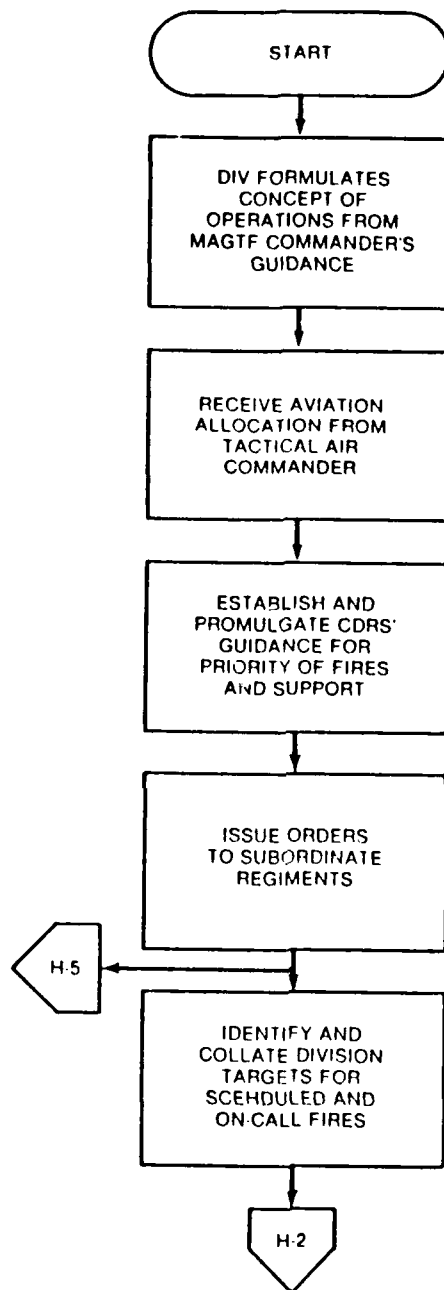 START
DIV FORMULATES
CONCEPT OF
OPERATIONS FROM
MAGTF COMMANDER'S
GUIDANCE
RECEIVE AVIATION
ALLOCATION FROM
TACTICAL AIR
COMMANDER
ESTABLISH AND
PROMULGATE CDRS'
GUIDANCE FOR
PRIORITY OF FIRES
AND SUPPORT
ISSUE ORDERS
TO SUBORDINATE
REGIMENTS
H-5
IDENTIFY AND
COLLATE DIVISION
TARGETS FOR
SCEHDULED AND
ON-CALL FIRES
H-2